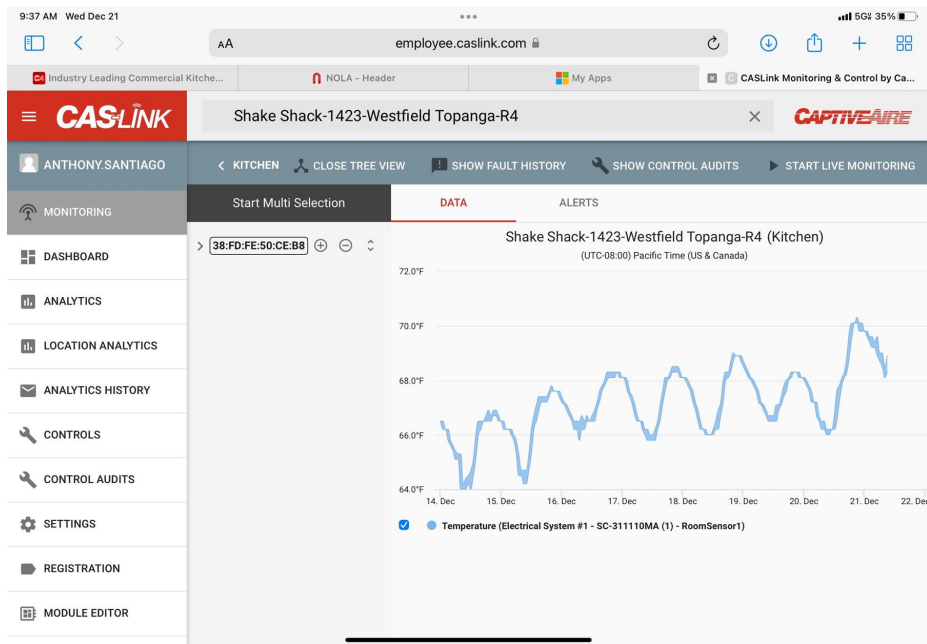 9:37 AM Wed Dec 21
5G 35%
AA
employee.caslink.com
Industry Leading Commercial Kitche...
NOLA - Header
My Apps
CASLink Monitoring & Control by Ca...
CASLINK
Shake Shack-1423-Westfield Topanga-R4
CAPTIVEAIRE
ANTHONY.SANTIAGO
KITCHEN
CLOSE TREE VIEW
SHOW FAULT HISTORY
SHOW CONTROL AUDITS
START LIVE MONITORING
MONITORING
DASHBOARD
ANALYTICS
LOCATION ANALYTICS
ANALYTICS HISTORY
CONTROLS
CONTROL AUDITS
SETTINGS
REGISTRATION
MODULE EDITOR
Start Multi Selection
38:FD:FE:50:CE:B8
DATA
ALERTS
Shake Shack-1423-Westfield Topanga-R4 (Kitchen)
(UTC-08:00) Pacific Time (US & Canada)
72.0°F
70.0°F
68.0°F
66.0°F
64.0°F
14. Dec 15. Dec 16. Dec 17. Dec 18. Dec 19. Dec 20. Dec 21. Dec 22. De
Temperature (Electrical System #1 - SC-311110MA (1) - RoomSensor1)